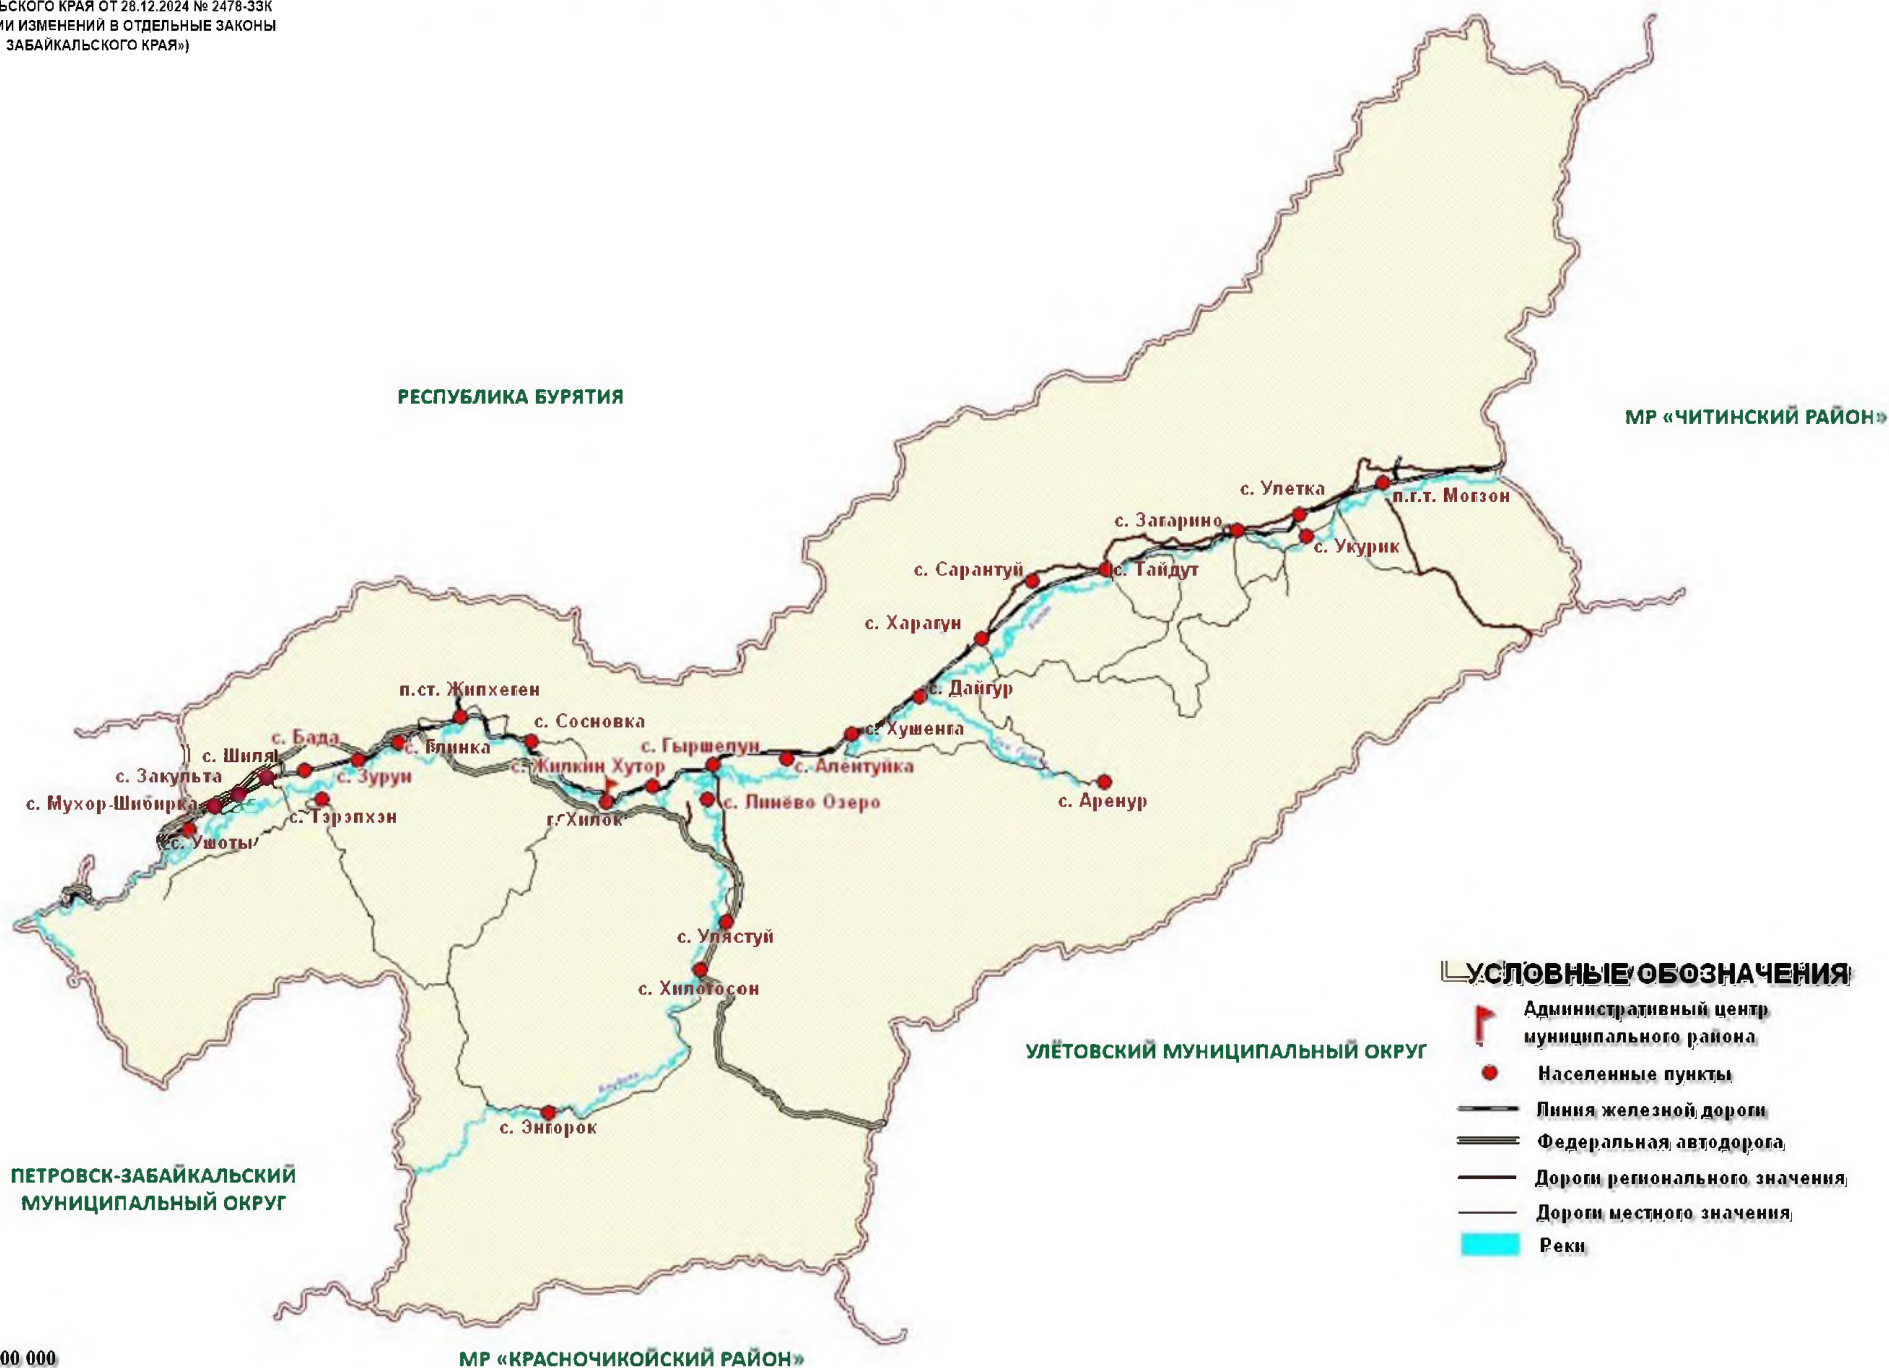 ЬСКОГО КРАЯ ОТ 28.12.2024 № 2478-ЗЗК
ИИ ИЗМЕНЕНИЙ В ОТДЕЛЬНЫЕ ЗАКОНЫ
ЗАБАЙКАЛЬСКОГО КРАЯ»)
РЕСПУБЛИКА БУРЯТИЯ
МР «ЧИТИНСКИЙ РАЙОН»
с. Улетка
п.г.т. Могзон
с. Загарино
с. Укурик
с. Сарантуй
с. Тайдут
с. Харагун
с. Дайгур
п.ст. Жипхеген
с. Сосновка
с. Хушенга
с. Бада
с. Глинка
с. Гыршелун
с. Шиля
с. Жилкин Хутор
с. Алентуйка
с. Закульта
с. Зурун
с. Мухор-Шибирка
с. Линёво Озеро
с. Аренур
с. Тэрэпхэн
г. Хилок
с. Ушоты
с. Улястуй
с. Хилогосон
с. Энгорок
УЛЁТОВСКИЙ МУНИЦИПАЛЬНЫЙ ОКРУГ
ПЕТРОВСК-ЗАБАЙКАЛЬСКИЙ
МУНИЦИПАЛЬНЫЙ ОКРУГ
МР «КРАСНОЧИКОЙСКИЙ РАЙОН»
00 000
УСЛОВНЫЕ ОБОЗНАЧЕНИЯ
Административный центр
муниципального района
Населенные пункты
Линия железной дороги
Федеральная автодорога
Дороги регионального значения
Дороги местного значения
Реки